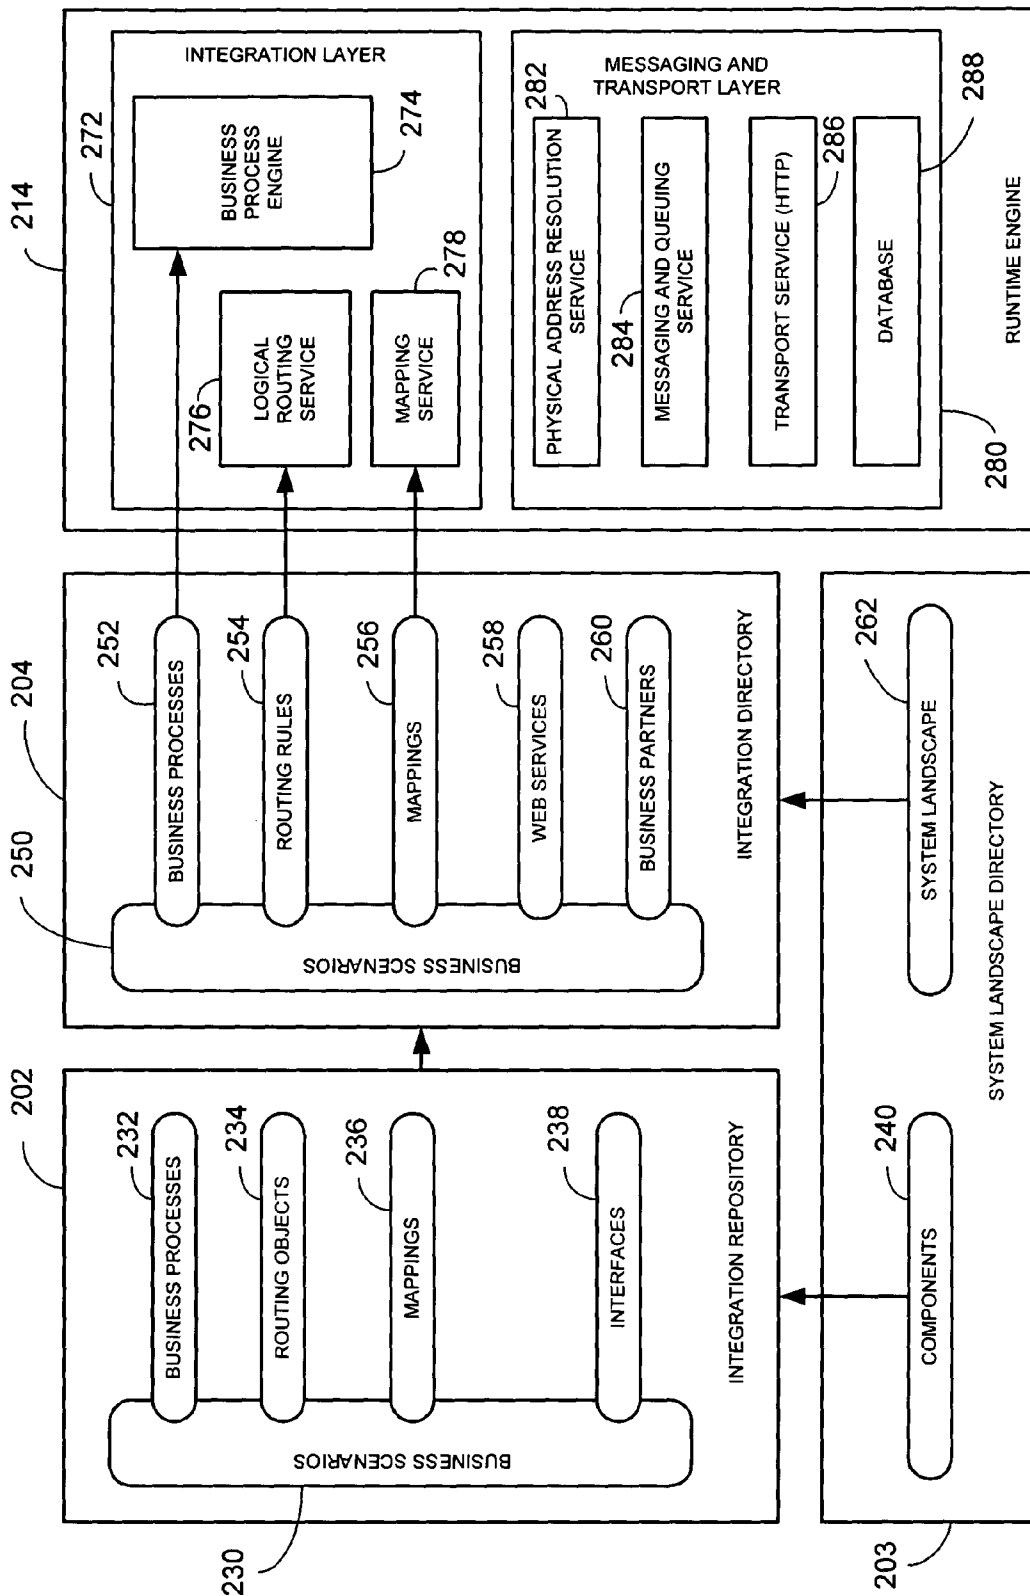 202
230
BUSINESS SCENARIOS
BUSINESS PROCESSES
232
ROUTING OBJECTS
234
MAPPINGS
236
INTERFACES
238
INTEGRATION REPOSITORY
204
250
BUSINESS SCENARIOS
BUSINESS PROCESSES
252
ROUTING RULES
254
MAPPINGS
256
WEB SERVICES
258
BUSINESS PARTNERS
260
INTEGRATION DIRECTORY
203
COMPONENTS
240
SYSTEM LANDSCAPE
262
SYSTEM LANDSCAPE DIRECTORY
214
272
INTEGRATION LAYER
BUSINESS
PROCESS
ENGINE
274
276
LOGICAL
ROUTING
SERVICE
MAPPING
SERVICE
278
MESSAGING AND
TRANSPORT LAYER
282
PHYSICAL ADDRESS RESOLUTION
SERVICE
284
MESSAGING AND QUEUING
SERVICE
TRANSPORT SERVICE (HTTP)
286
DATABASE
288
280
RUNTIME ENGINE